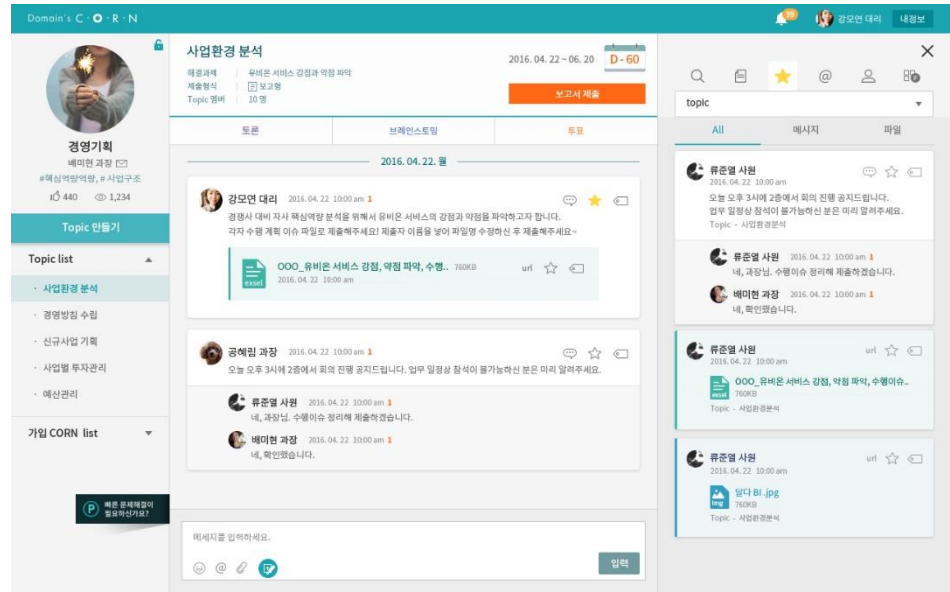 Domain's C·O·R·N
강모연 대리
내정보
경영기획
배미현 과장
#핵심역량역량, # 사업구조
440
1,234
Topic 만들기
Topic list
· 사업환경 분석
· 경영방침 수립
· 신규사업 기획
· 사업별 투자관리
· 예산관리
가입 CORN list
P
빠른 문제해결이
필요하신가요?
사업환경 분석
해결과제 유비온 서비스 강점과 약점 파악
제출형식 보고형
Topic 멤버 10 명
2016. 04. 22 ~ 06. 20
D - 60
보고서 제출
토론
브레인스토밍
투표
2016. 04. 22. 월
강모연 대리 2016. 04. 22 10:00 am 1
경쟁사 대비 자사 핵심역량 분석을 위해서 유비온 서비스의 강점과 약점을 파악하고자 합니다.
각자 수행 계획 이슈 파일로 제출해주세요! 제출자 이름을 넣어 파일명 수정하신 후 제출해주세요~
exsel
OOO_유비온 서비스 강점, 약점 파악, 수행.. 760KB
url
2016. 04. 22 10:00 am
공혜림 과장 2016. 04. 22 10:00 am 1
오늘 오후 3시에 2층에서 회의 진행 공지드립니다. 업무 일정상 참석이 불가능하신 분은 미리 알려주세요.
류준열 사원 2016. 04. 22 10:00 am 1
네, 과장님. 수행이슈 정리해 제출하겠습니다.
배미현 과장 2016. 04. 22 10:00 am 1
네, 확인했습니다.
메세지를 입력하세요.
@
입력
@
topic
All
메시지
파일
류준열 사원
2016. 04. 22 10:00 am
오늘 오후 3시에 2층에서 회의 진행 공지드립니다.
업무 일정상 참석이 불가능하신 분은 미리 알려주세요.
Topic - 사업환경분석
류준열 사원 2016. 04. 22 10:00 am 1
네, 과장님. 수행이슈 정리해 제출하겠습니다.
배미현 과장 2016. 04. 22 10:00 am 1
네, 확인했습니다.
류준열 사원
url
2016. 04. 22 10:00 am
exsel
OOO_유비온 서비스 강점, 약점 파악, 수행이슈..
760KB
Topic - 사업환경분석
류준열 사원
url
2016. 04. 22 10:00 am
img
달다 BI .jpg
760KB
Topic - 사업환경분석